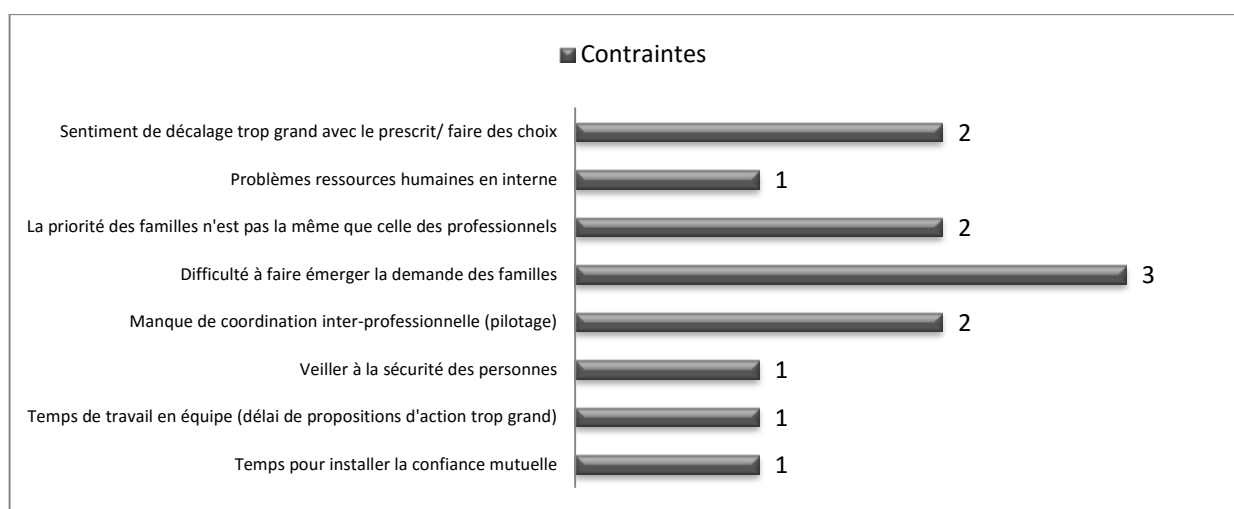 Contraintes
Sentiment de décalage trop grand avec le prescrit/ faire des choix
2
Problèmes ressources humaines en interne
1
La priorité des familles n'est pas la même que celle des professionnels
2
Difficulté à faire émerger la demande des familles
3
Manque de coordination inter-professionnelle (pilotage)
2
Veiller à la sécurité des personnes
1
Temps de travail en équipe (délai de propositions d'action trop grand)
1
Temps pour installer la confiance mutuelle
1